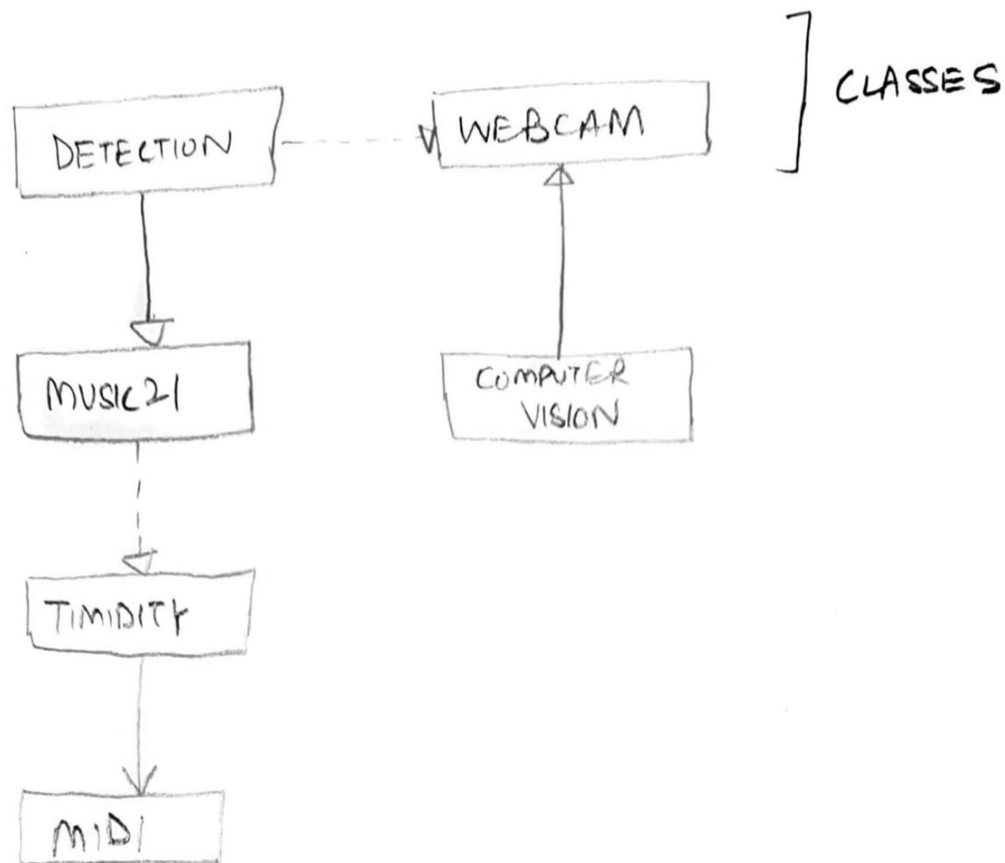 CLASSES
DETECTION
WEBCAM
MUSIC21
COMPUTER
VISION
TIMIDITY
MIDI